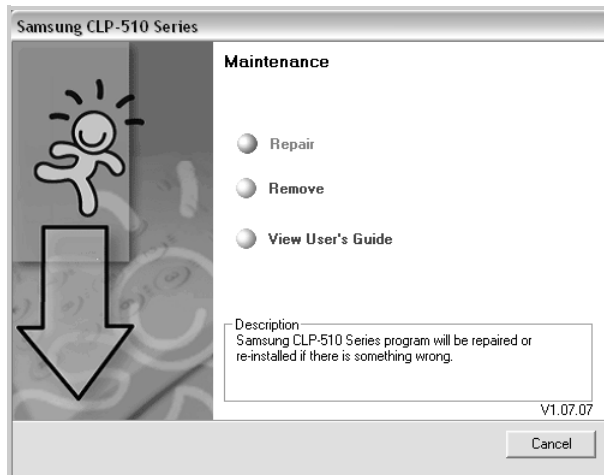 Samsung CLP-510 Series
Maintenance
Repair
Remove
View User's Guide
Description
Samsung CLP-510 Series program will be repaired or
re-installed if there is something wrong.
V1.07.07
Cancel